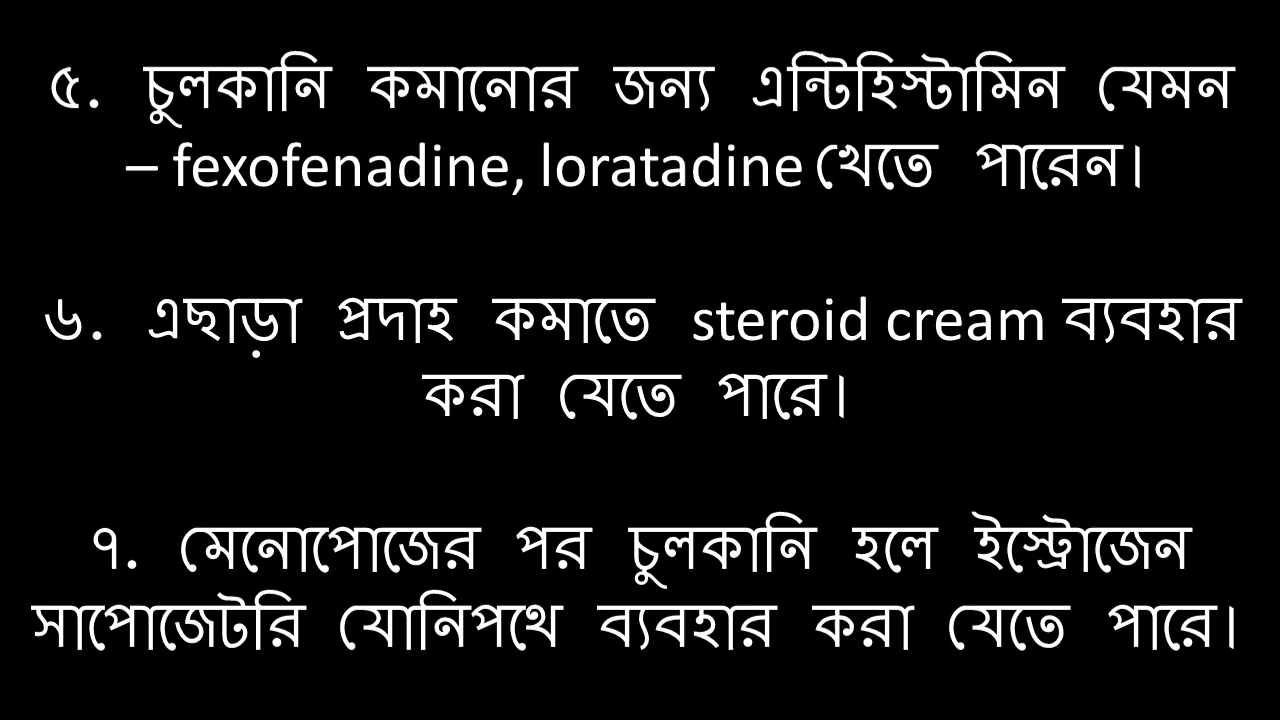 ৫. চুলকানি কমানোর জন্য এন্টিহিস্টামিন যেমন
– fexofenadine, loratadine খেতে পারেন।
৬. এছাড়া প্রদাহ কমাতে steroid cream ব্যবহার
করা যেতে পারে।
৭. মেনোপোজের পর চুলকানি হলে ইস্ট্রোজেন
সাপোজেটরি যোনিপথে ব্যবহার করা যেতে পারে।